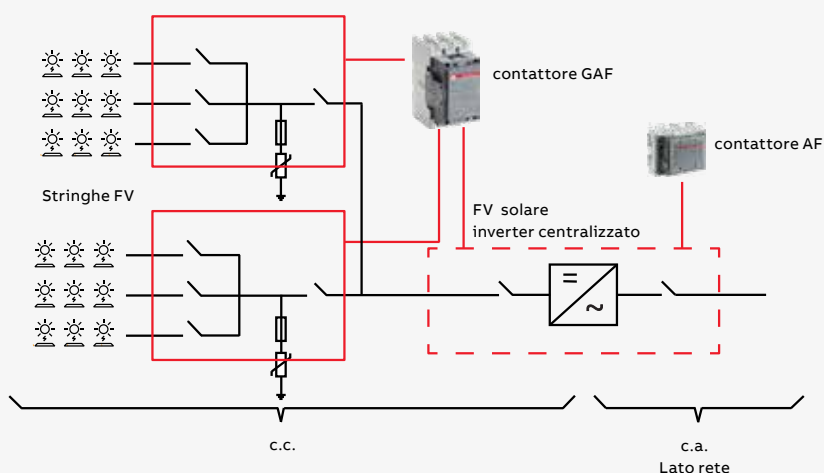 contattore GAF
contattore AF
Stringhe FV
FV solare
inverter centralizzato
c.c.
c.a.
Lato rete